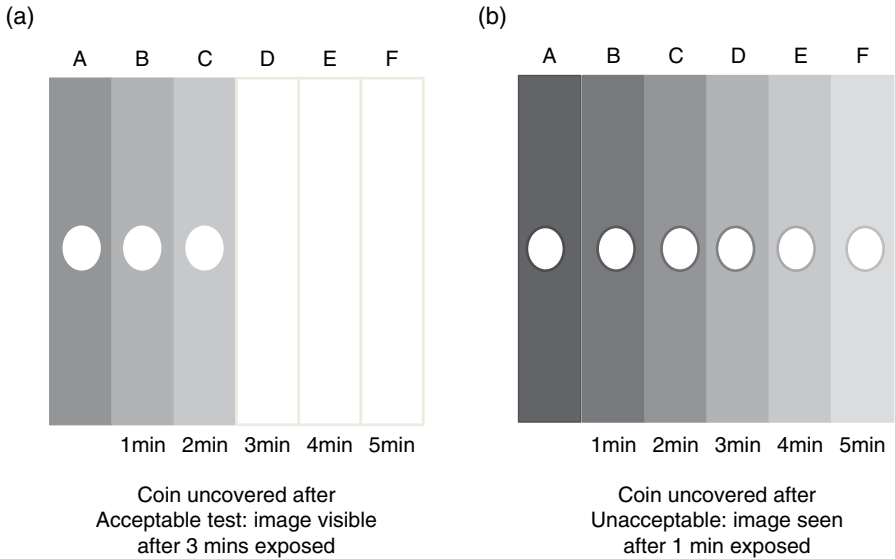 (a)
A B C D E F
1min 2min 3min 4min 5min
Coin uncovered after
Acceptable test: image visible
after 3 mins exposed
(b)
A B C D E F
1min 2min 3min 4min 5min
Coin uncovered after
Unacceptable: image seen
after 1 min exposed